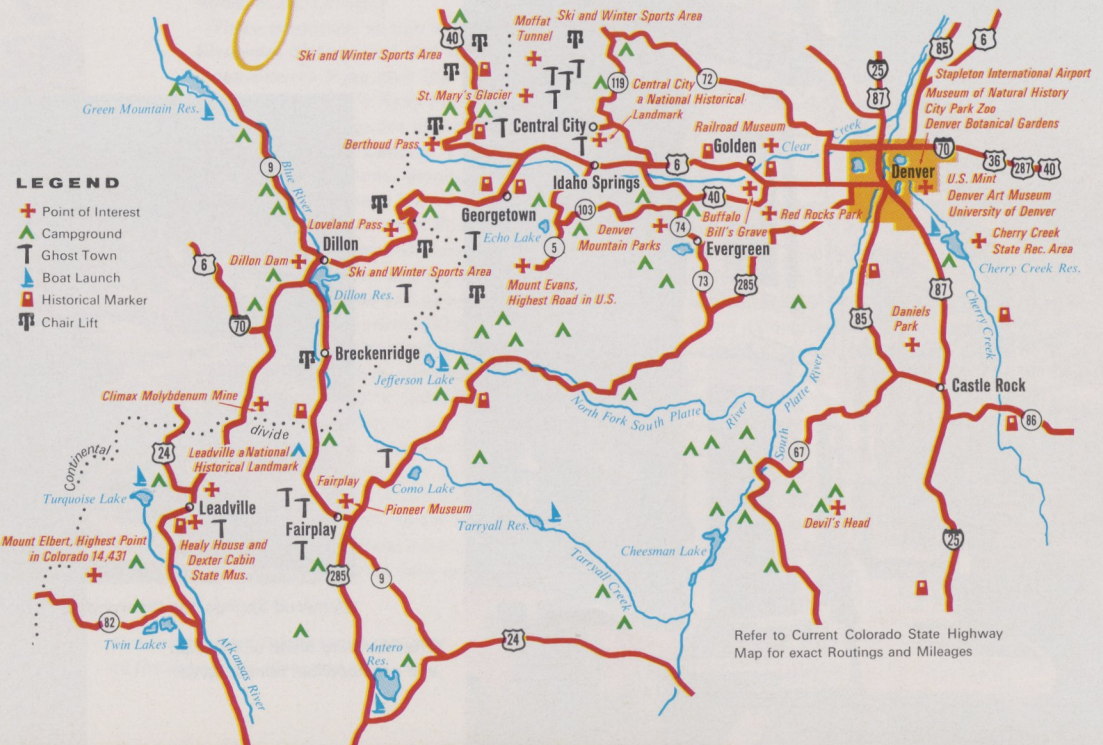 40
Ski and Winter Sports Area
Moffat
Tunnel
Ski and Winter Sports Area
119
72
Central City
a National Historical
Landmark
25
87
85
6
Stapleton International Airport
Museum of Natural History
City Park Zoo
Denver Botanical Gardens
Green Mountain Res.
St. Mary's Glacier
Central City
Berthoud Pass
Railroad Museum
Golden
Clear
Creek
70
36
287
40
Denver
U.S. Mint
Denver Art Museum
University of Denver
9
Blue River
6
Idaho Springs
40
Georgetown
103
Buffalo
Bill's Grave
Red Rocks Park
LEGEND
Point of Interest
Campground
Ghost Town
Boat Launch
Historical Marker
Chair Lift
Loveland Pass
Echo Lake
5
Denver
Mountain Parks
74
Evergreen
Cherry Creek
State Rec. Area
Cherry Creek Res.
6
Dillon
Dillon Dam
Ski and Winter Sports Area
Dillon Res.
Mount Evans,
Highest Road in U.S.
73
285
87
85
Daniels
Park
Cherry Creek
70
Breckenridge
Jefferson Lake
North Fork South Platte
River
South
Platte River
Castle Rock
86
Climax Molybdenum Mine
divide
Continental
24
Leadville a National
Historical Landmark
67
Turquoise Lake
Leadville
Fairplay
Pioneer Museum
Como Lake
Fairplay
Tarryall Res.
Devil's Head
Mount Elbert, Highest Point
in Colorado 14,431
Healy House and
Dexter Cabin
State Mus.
Cheesman Lake
25
Tarryall Creek
285
9
82
Twin Lakes
Arkansas River
Antero
Res.
24
Refer to Current Colorado State Highway
Map for exact Routings and Mileages